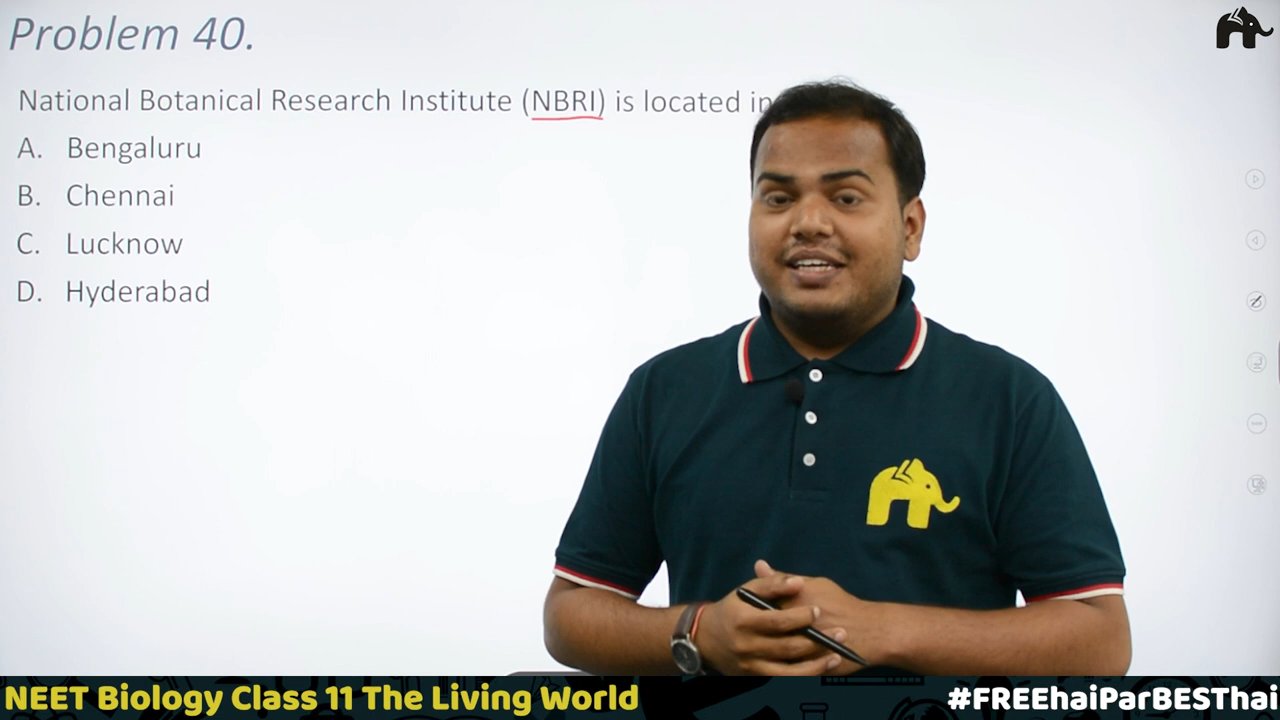 Problem 40.
National Botanical Research Institute (NBRI) is located in
A. Bengaluru
B. Chennai
C. Lucknow
D. Hyderabad
NEET Biology Class 11 The Living World
#FREEhaiParBESThai